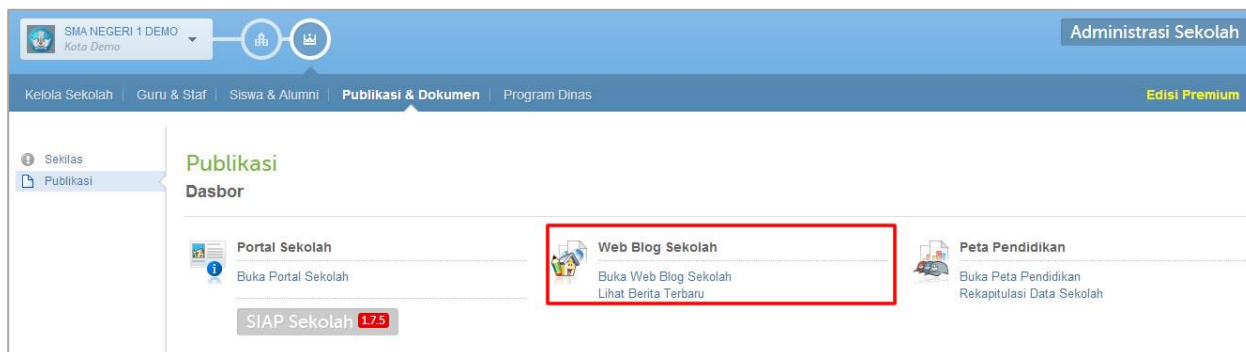 SMA NEGERI 1 DEMO
Kota Demo
Administrasi Sekolah
Kelola Sekolah | Guru & Staf | Siswa & Alumni | Publikasi & Dokumen | Program Dinas
Edisi Premium
Sekilas
Publikasi
Publikasi
Dasbor
Portal Sekolah
Buka Portal Sekolah
SIAP Sekolah 1.7.5
Web Blog Sekolah
Buka Web Blog Sekolah
Lihat Berita Terbaru
Peta Pendidikan
Buka Peta Pendidikan
Rekapitulasi Data Sekolah